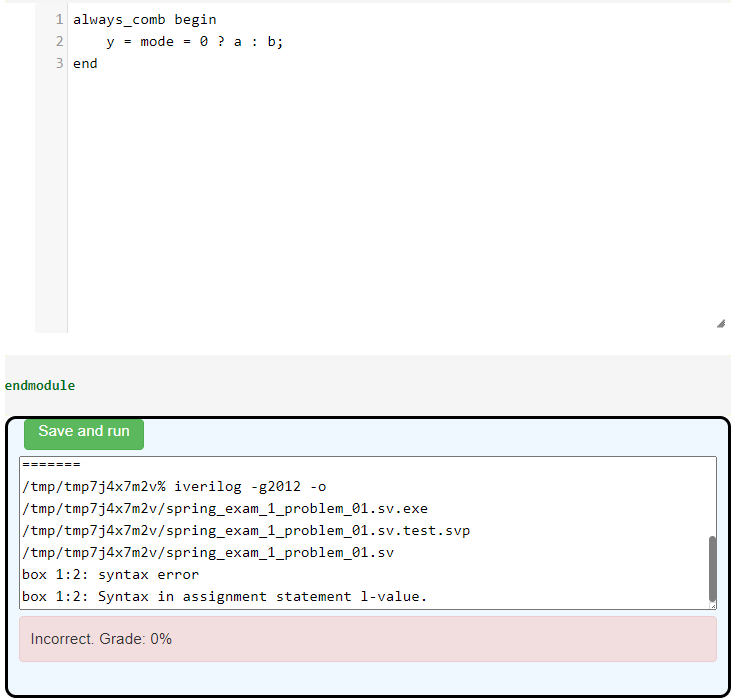 1 always_comb begin
2     y = mode = 0 ? a : b;
3 end
endmodule
Save and run
=======
/tmp/tmp7j4x7m2v% iverilog -g2012 -o
/tmp/tmp7j4x7m2v/spring_exam_1_problem_01.sv.exe
/tmp/tmp7j4x7m2v/spring_exam_1_problem_01.sv.test.svp
/tmp/tmp7j4x7m2v/spring_exam_1_problem_01.sv
box 1:2: syntax error
box 1:2: Syntax in assignment statement l-value.
Incorrect. Grade: 0%